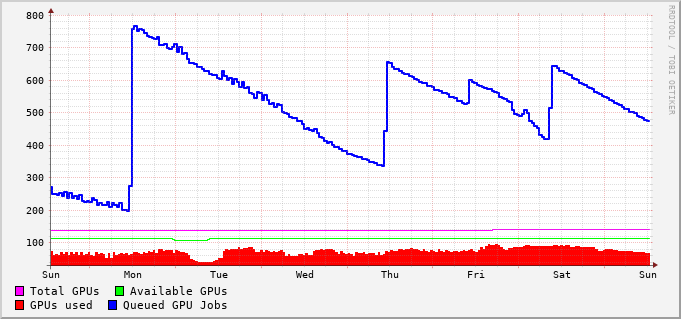 800
700
600
500
400
300
200
100
Sun Mon Tue Wed Thu Fri Sat Sun
Total GPUs Available GPUs
GPUs used Queued GPU Jobs
RRDTOOL / TOBI OETIKER